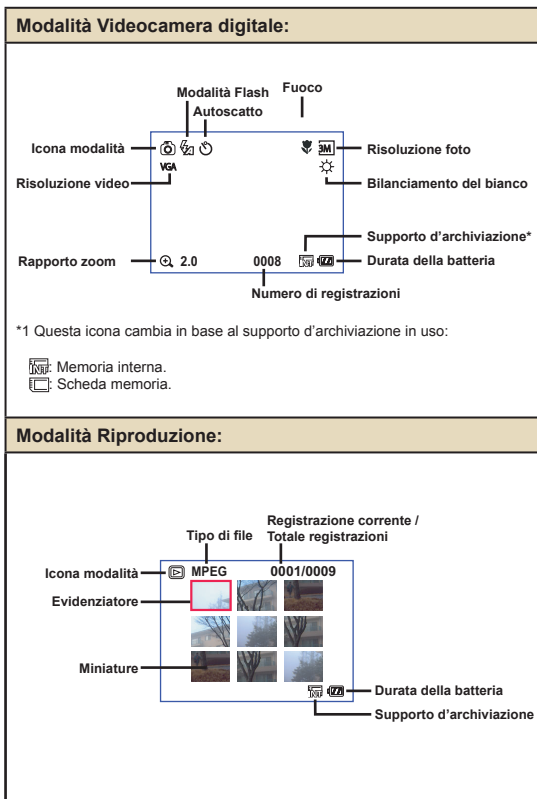 Modalità Videocamera digitale:
Modalità Flash
Fuoco
Autoscatto
Icona modalità
3M
Risoluzione foto
VGA
Risoluzione video
Bilanciamento del bianco
Supporto d'archiviazione*
Rapporto zoom
2.0
0008
Durata della batteria
Numero di registrazioni
*1 Questa icona cambia in base al supporto d'archiviazione in uso:
: Memoria interna.
: Scheda memoria.
Modalità Riproduzione:
Tipo di file
Registrazione corrente /
Totale registrazioni
Icona modalità
MPEG
0001/0009
Evidenziatore
Miniature
Durata della batteria
Supporto d'archiviazione